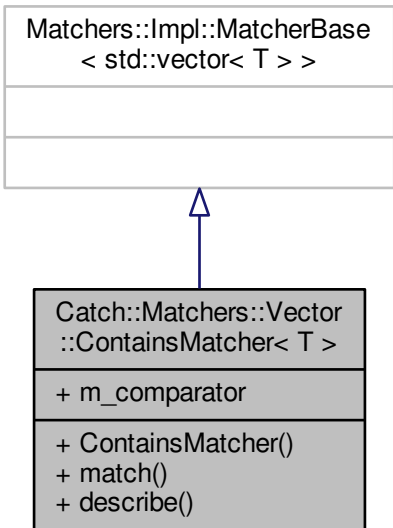 Matchers::Impl::MatcherBase
< std::vector< T > >
Catch::Matchers::Vector
::ContainsMatcher< T >
+ m_comparator
+ ContainsMatcher()
+ match()
+ describe()